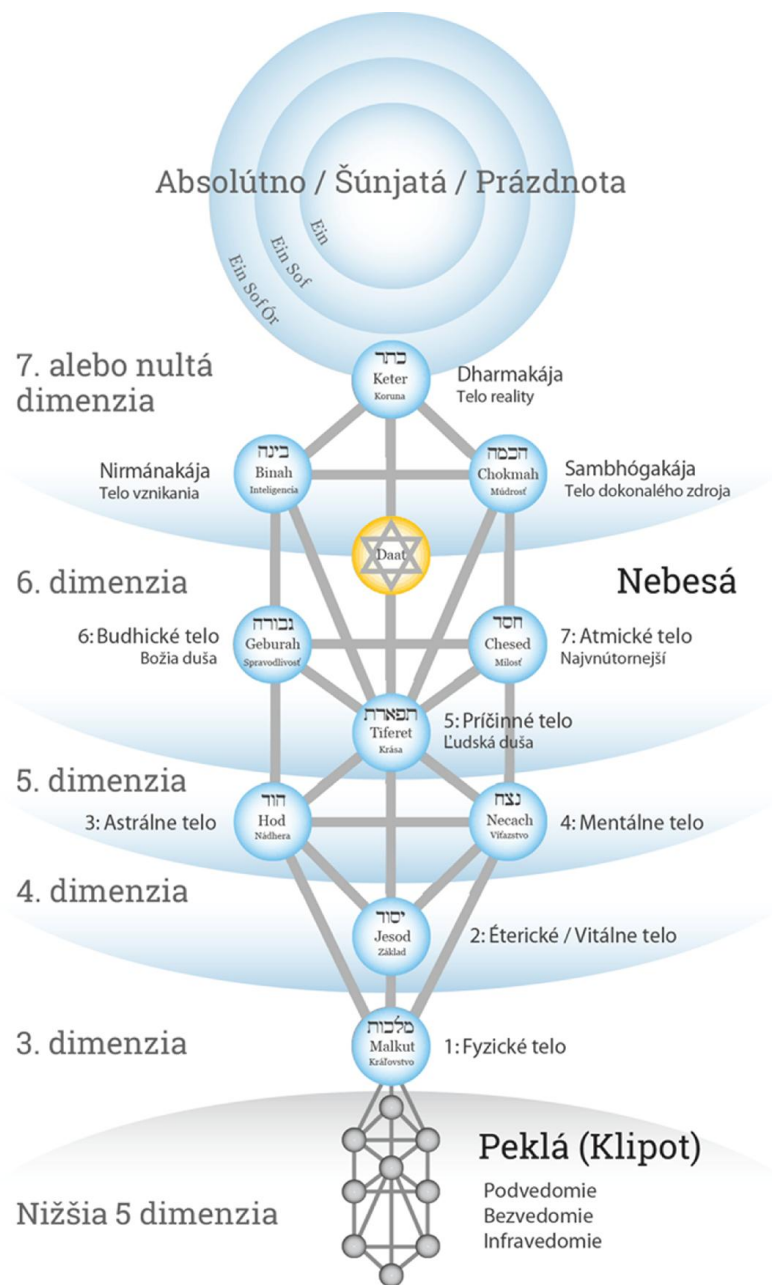 Absolútno / Šúnjatá / Prázdnota
Ein
Ein Sof
Ein Sof Ór
7. alebo nultá
dimenzia
כתר
Keter
Koruna
Dharmakája
Telo reality
Nirmánakája
Telo vznikania
בינה
Binah
Inteligencia
חכמה
Chokmah
Múdrosť
Sambhógakája
Telo dokonalého zdroja
Daat
6. dimenzia
Nebesá
6: Budhické telo
Božia duša
גבורה
Geburah
Spravodlivosť
חסד
Chesed
Milosť
7: Atmické telo
Najvnútornejší
תפארת
Tiferet
Krása
5: Príčinné telo
Ľudská duša
5. dimenzia
3: Astrálne telo
הוד
Hod
Nádhera
נצח
Necach
Víťazstvo
4: Mentálne telo
4. dimenzia
יסוד
Jesod
Základ
2: Éterické / Vitálne telo
3. dimenzia
מלכות
Malkut
Kráľovstvo
1: Fyzické telo
Peklá (Klipot)
Nižšia 5 dimenzia
Podvedomie
Bezvedomie
Infravedomie